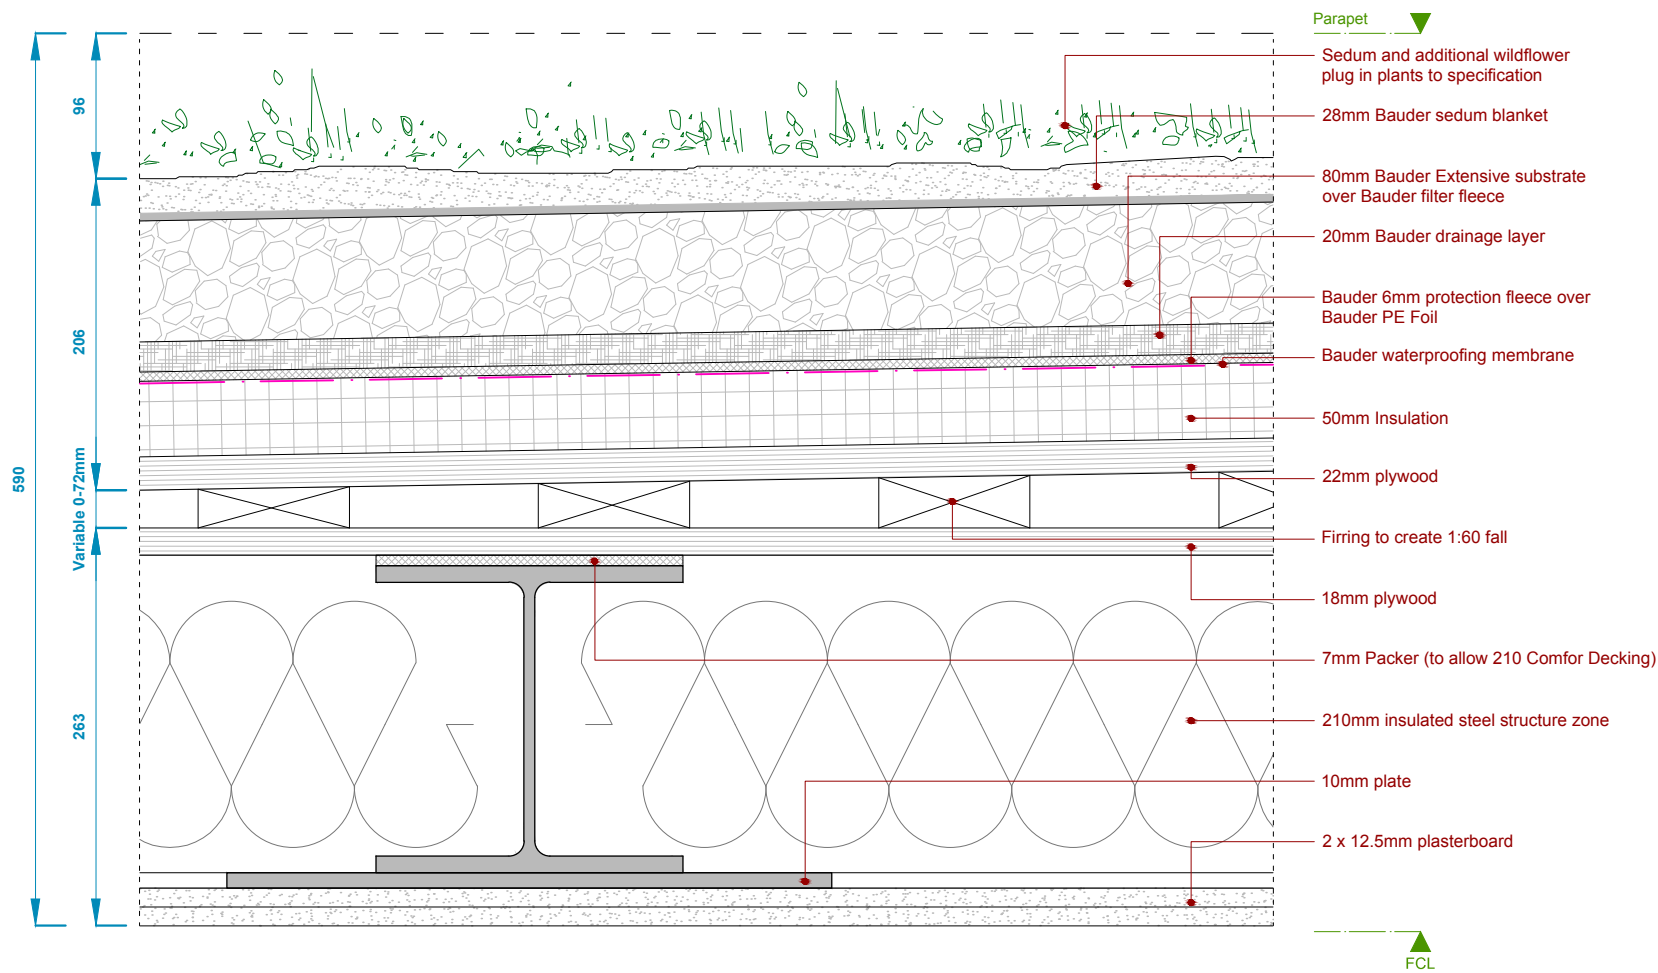 Parapet
Sedum and additional wildflower
plug in plants to specification
28mm Bauder sedum blanket
80mm Bauder Extensive substrate
over Bauder filter fleece
20mm Bauder drainage layer
Bauder 6mm protection fleece over
Bauder PE Foil
Bauder waterproofing membrane
50mm Insulation
22mm plywood
Firring to create 1:60 fall
18mm plywood
7mm Packer (to allow 210 Comfor Decking)
210mm insulated steel structure zone
10mm plate
2 x 12.5mm plasterboard
FCL
590
96
206
Variable 0-72mm
263